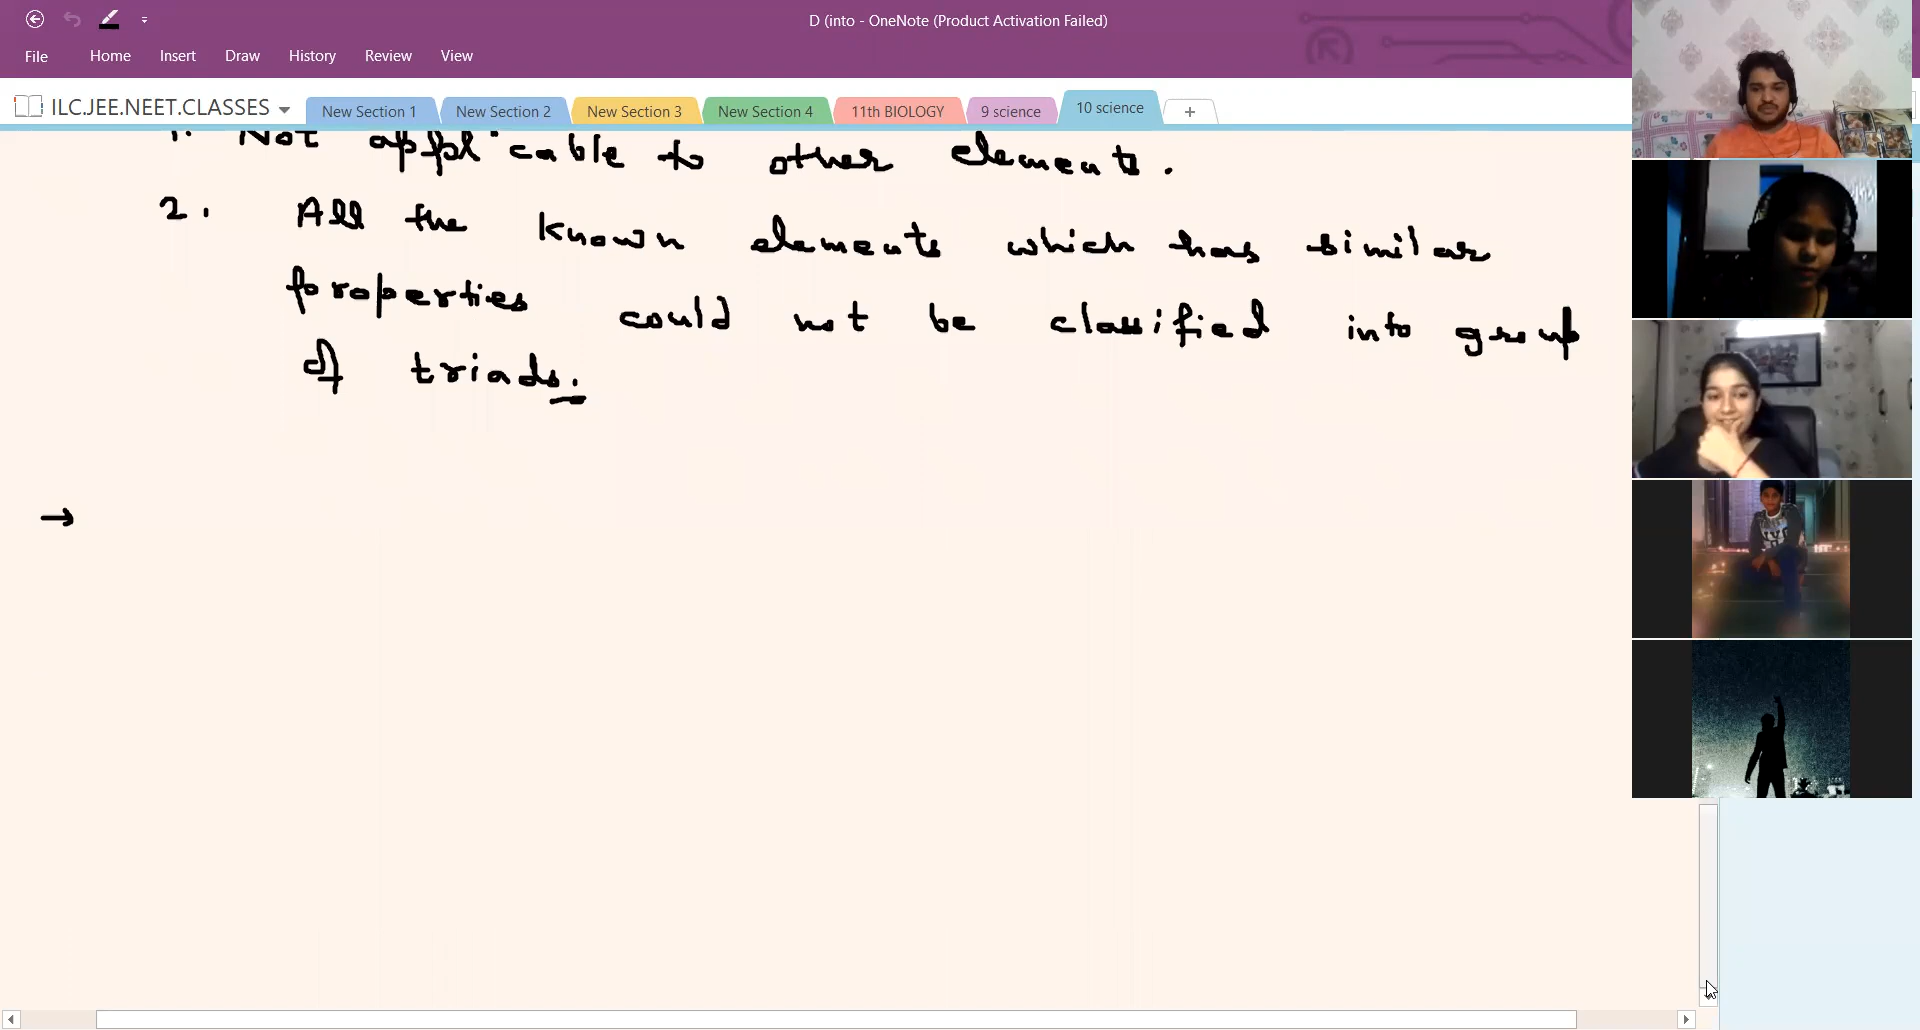 D (into - OneNote (Product Activation Failed)
File Home Insert Draw History Review View
ILC.JEE.NEET.CLASSES New Section 1 New Section 2 New Section 3 New Section 4 11th BIOLOGY 9 science 10 science +
1. Not applicable to other elements.
2. All the known elements which has similar
properties could not be classified into group
of triads.
→